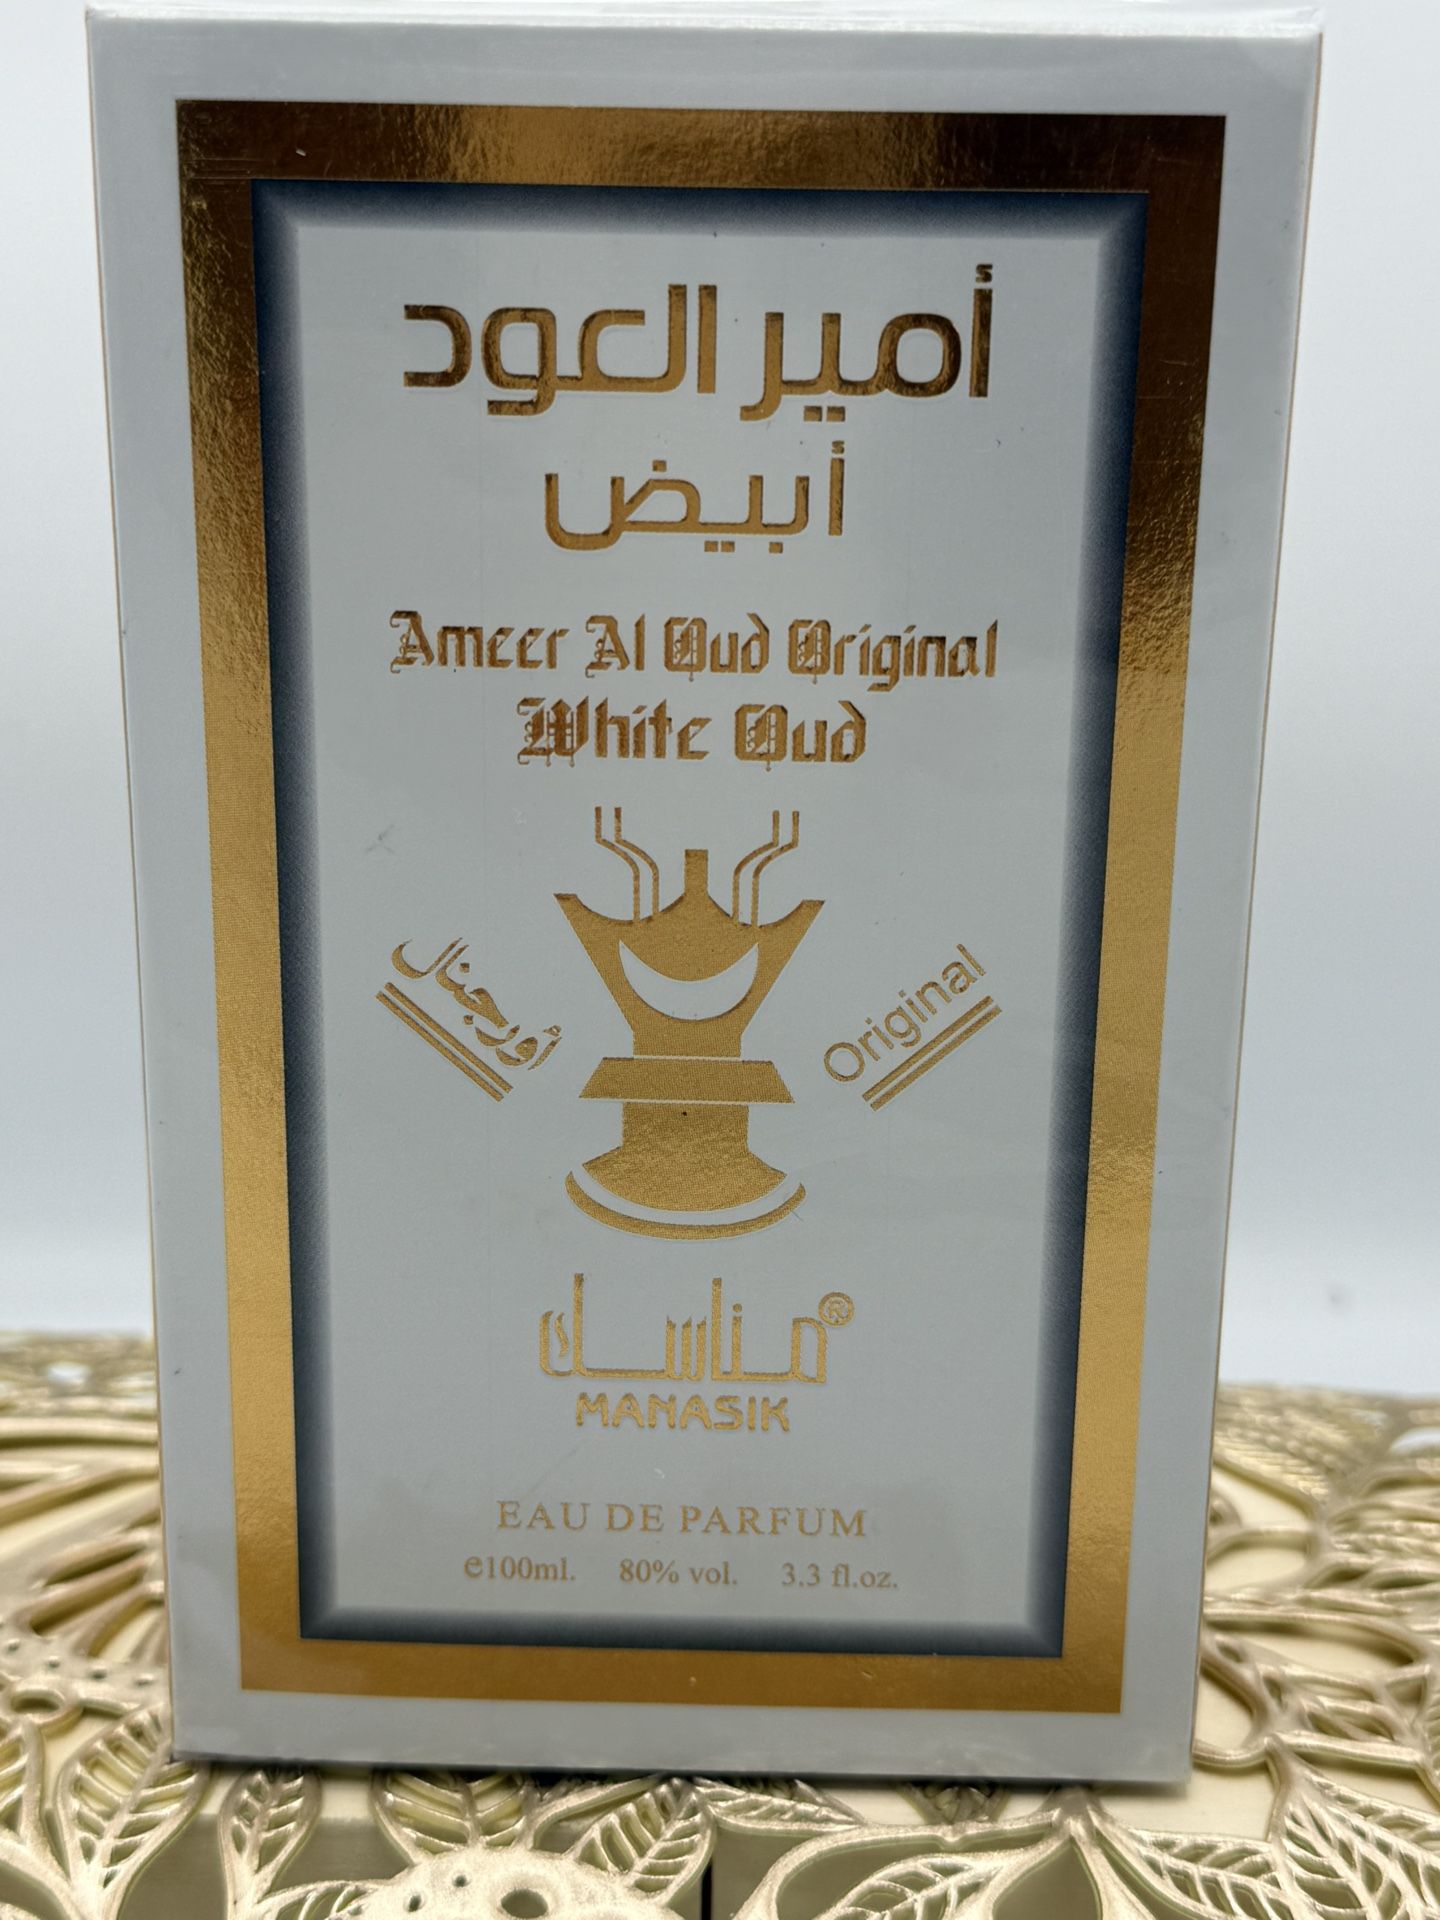 أمير العود
أبيض
Ameer Al Oud Original
White Oud
أورجنال
Original
مناسك®
MANASIK
EAU DE PARFUM
e100ml. 80% vol. 3.3 fl.oz.